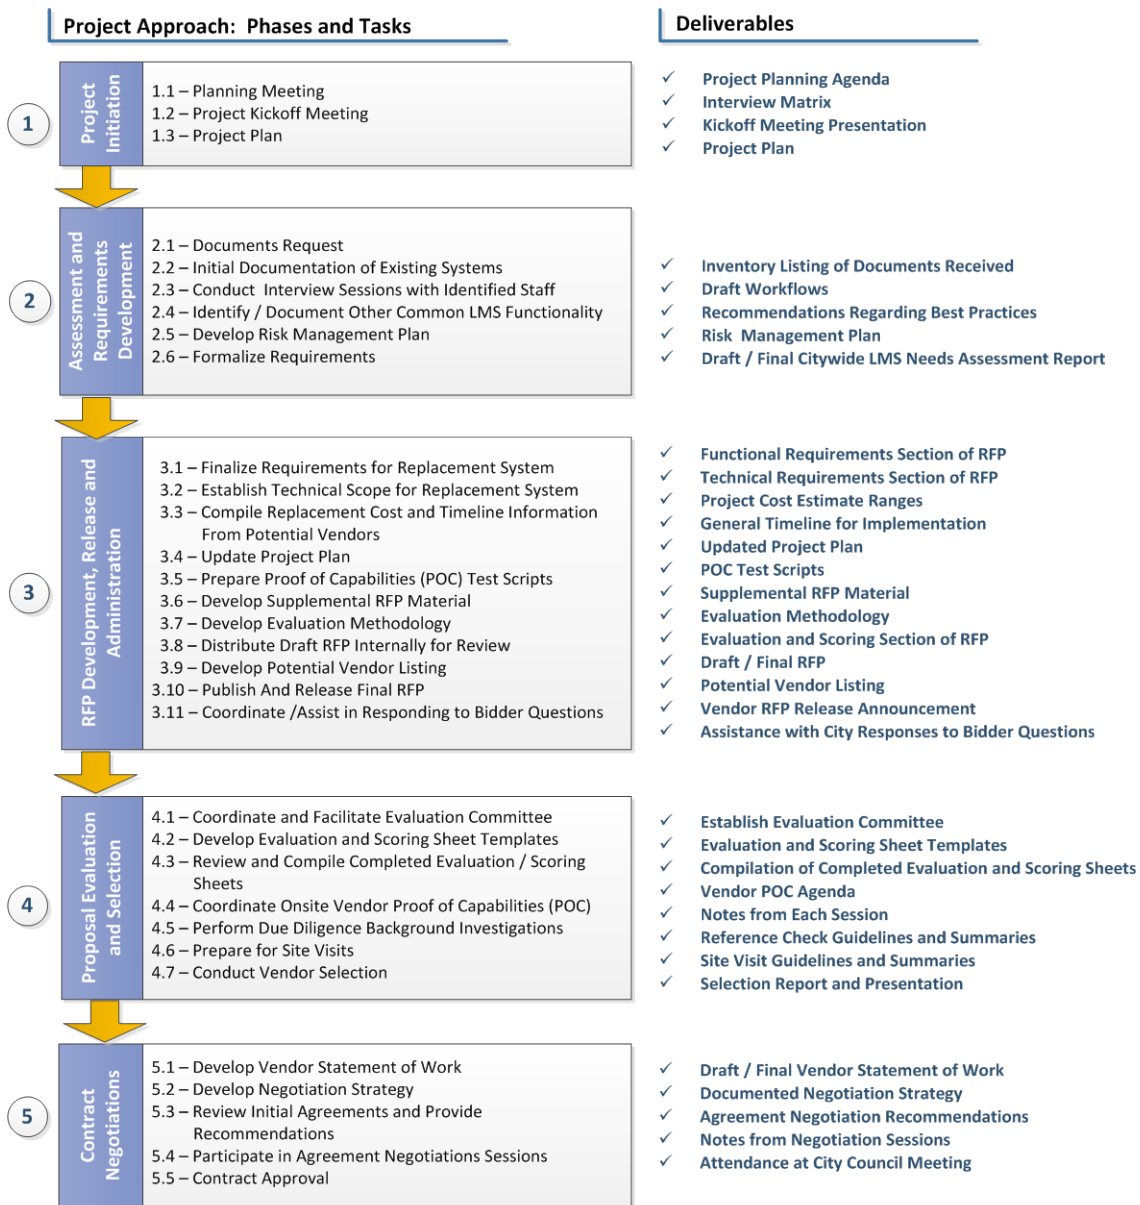 Project Approach:  Phases and Tasks
Deliverables
1
Project
Initiation
1.1 – Planning Meeting
1.2 – Project Kickoff Meeting
1.3 – Project Plan
✓ Project Planning Agenda
✓ Interview Matrix
✓ Kickoff Meeting Presentation
✓ Project Plan
2
Assessment and
Requirements
Development
2.1 – Documents Request
2.2 – Initial Documentation of Existing Systems
2.3 – Conduct  Interview Sessions with Identified Staff
2.4 – Identify / Document Other Common LMS Functionality
2.5 – Develop Risk Management Plan
2.6 – Formalize Requirements
✓ Inventory Listing of Documents Received
✓ Draft Workflows
✓ Recommendations Regarding Best Practices
✓ Risk  Management Plan
✓ Draft / Final Citywide LMS Needs Assessment Report
3
RFP Development, Release and
Administration
3.1 – Finalize Requirements for Replacement System
3.2 – Establish Technical Scope for Replacement System
3.3 – Compile Replacement Cost and Timeline Information
From Potential Vendors
3.4 – Update Project Plan
3.5 – Prepare Proof of Capabilities (POC) Test Scripts
3.6 – Develop Supplemental RFP Material
3.7 – Develop Evaluation Methodology
3.8 – Distribute Draft RFP Internally for Review
3.9 – Develop Potential Vendor Listing
3.10 – Publish And Release Final RFP
3.11 – Coordinate /Assist in Responding to Bidder Questions
✓ Functional Requirements Section of RFP
✓ Technical Requirements Section of RFP
✓ Project Cost Estimate Ranges
✓ General Timeline for Implementation
✓ Updated Project Plan
✓ POC Test Scripts
✓ Supplemental RFP Material
✓ Evaluation Methodology
✓ Evaluation and Scoring Section of RFP
✓ Draft / Final RFP
✓ Potential Vendor Listing
✓ Vendor RFP Release Announcement
✓ Assistance with City Responses to Bidder Questions
4
Proposal Evaluation
and Selection
4.1 – Coordinate and Facilitate Evaluation Committee
4.2 – Develop Evaluation and Scoring Sheet Templates
4.3 – Review and Compile Completed Evaluation / Scoring
Sheets
4.4 – Coordinate Onsite Vendor Proof of Capabilities (POC)
4.5 – Perform Due Diligence Background Investigations
4.6 – Prepare for Site Visits
4.7 – Conduct Vendor Selection
✓ Establish Evaluation Committee
✓ Evaluation and Scoring Sheet Templates
✓ Compilation of Completed Evaluation and Scoring Sheets
✓ Vendor POC Agenda
✓ Notes from Each Session
✓ Reference Check Guidelines and Summaries
✓ Site Visit Guidelines and Summaries
✓ Selection Report and Presentation
5
Contract
Negotiations
5.1 – Develop Vendor Statement of Work
5.2 – Develop Negotiation Strategy
5.3 – Review Initial Agreements and Provide
Recommendations
5.4 – Participate in Agreement Negotiations Sessions
5.5 – Contract Approval
✓ Draft / Final Vendor Statement of Work
✓ Documented Negotiation Strategy
✓ Agreement Negotiation Recommendations
✓ Notes from Negotiation Sessions
✓ Attendance at City Council Meeting